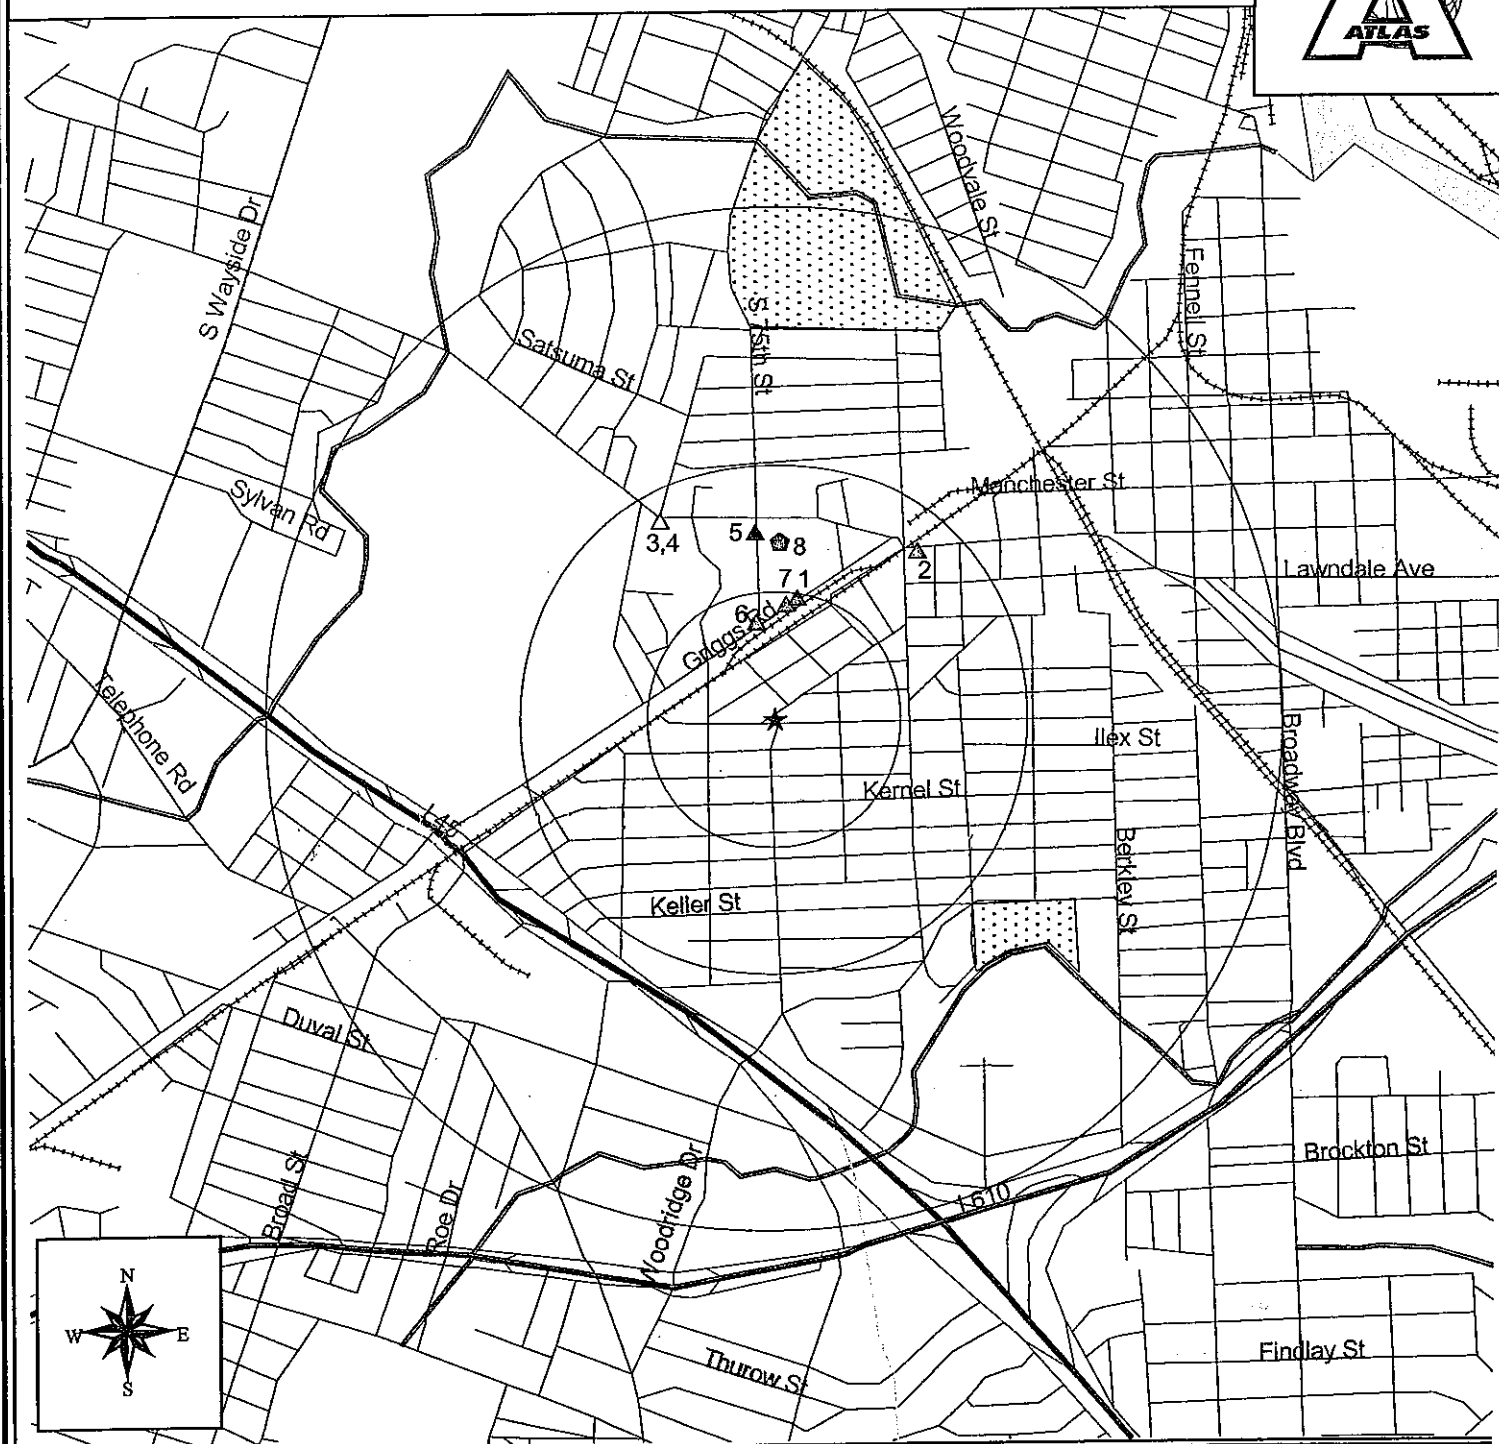 ATLAS
Woodvale St
S Wayside Dr
Fennell St
S 75th St
Satsuma St
Manchester St
Sylvan Rd
3,4
5
8
2
Lawndale Ave
7 1
6
Griggs Rd
Telephone Rd
Ilex St
Broadway Blvd
Kernel St
I-45
Berkley St
Keller St
Duval St
Brockton St
Broad St
Roe Dr
Woodridge Dr
I-610
N
W E
S
Thurow St
Findlay St